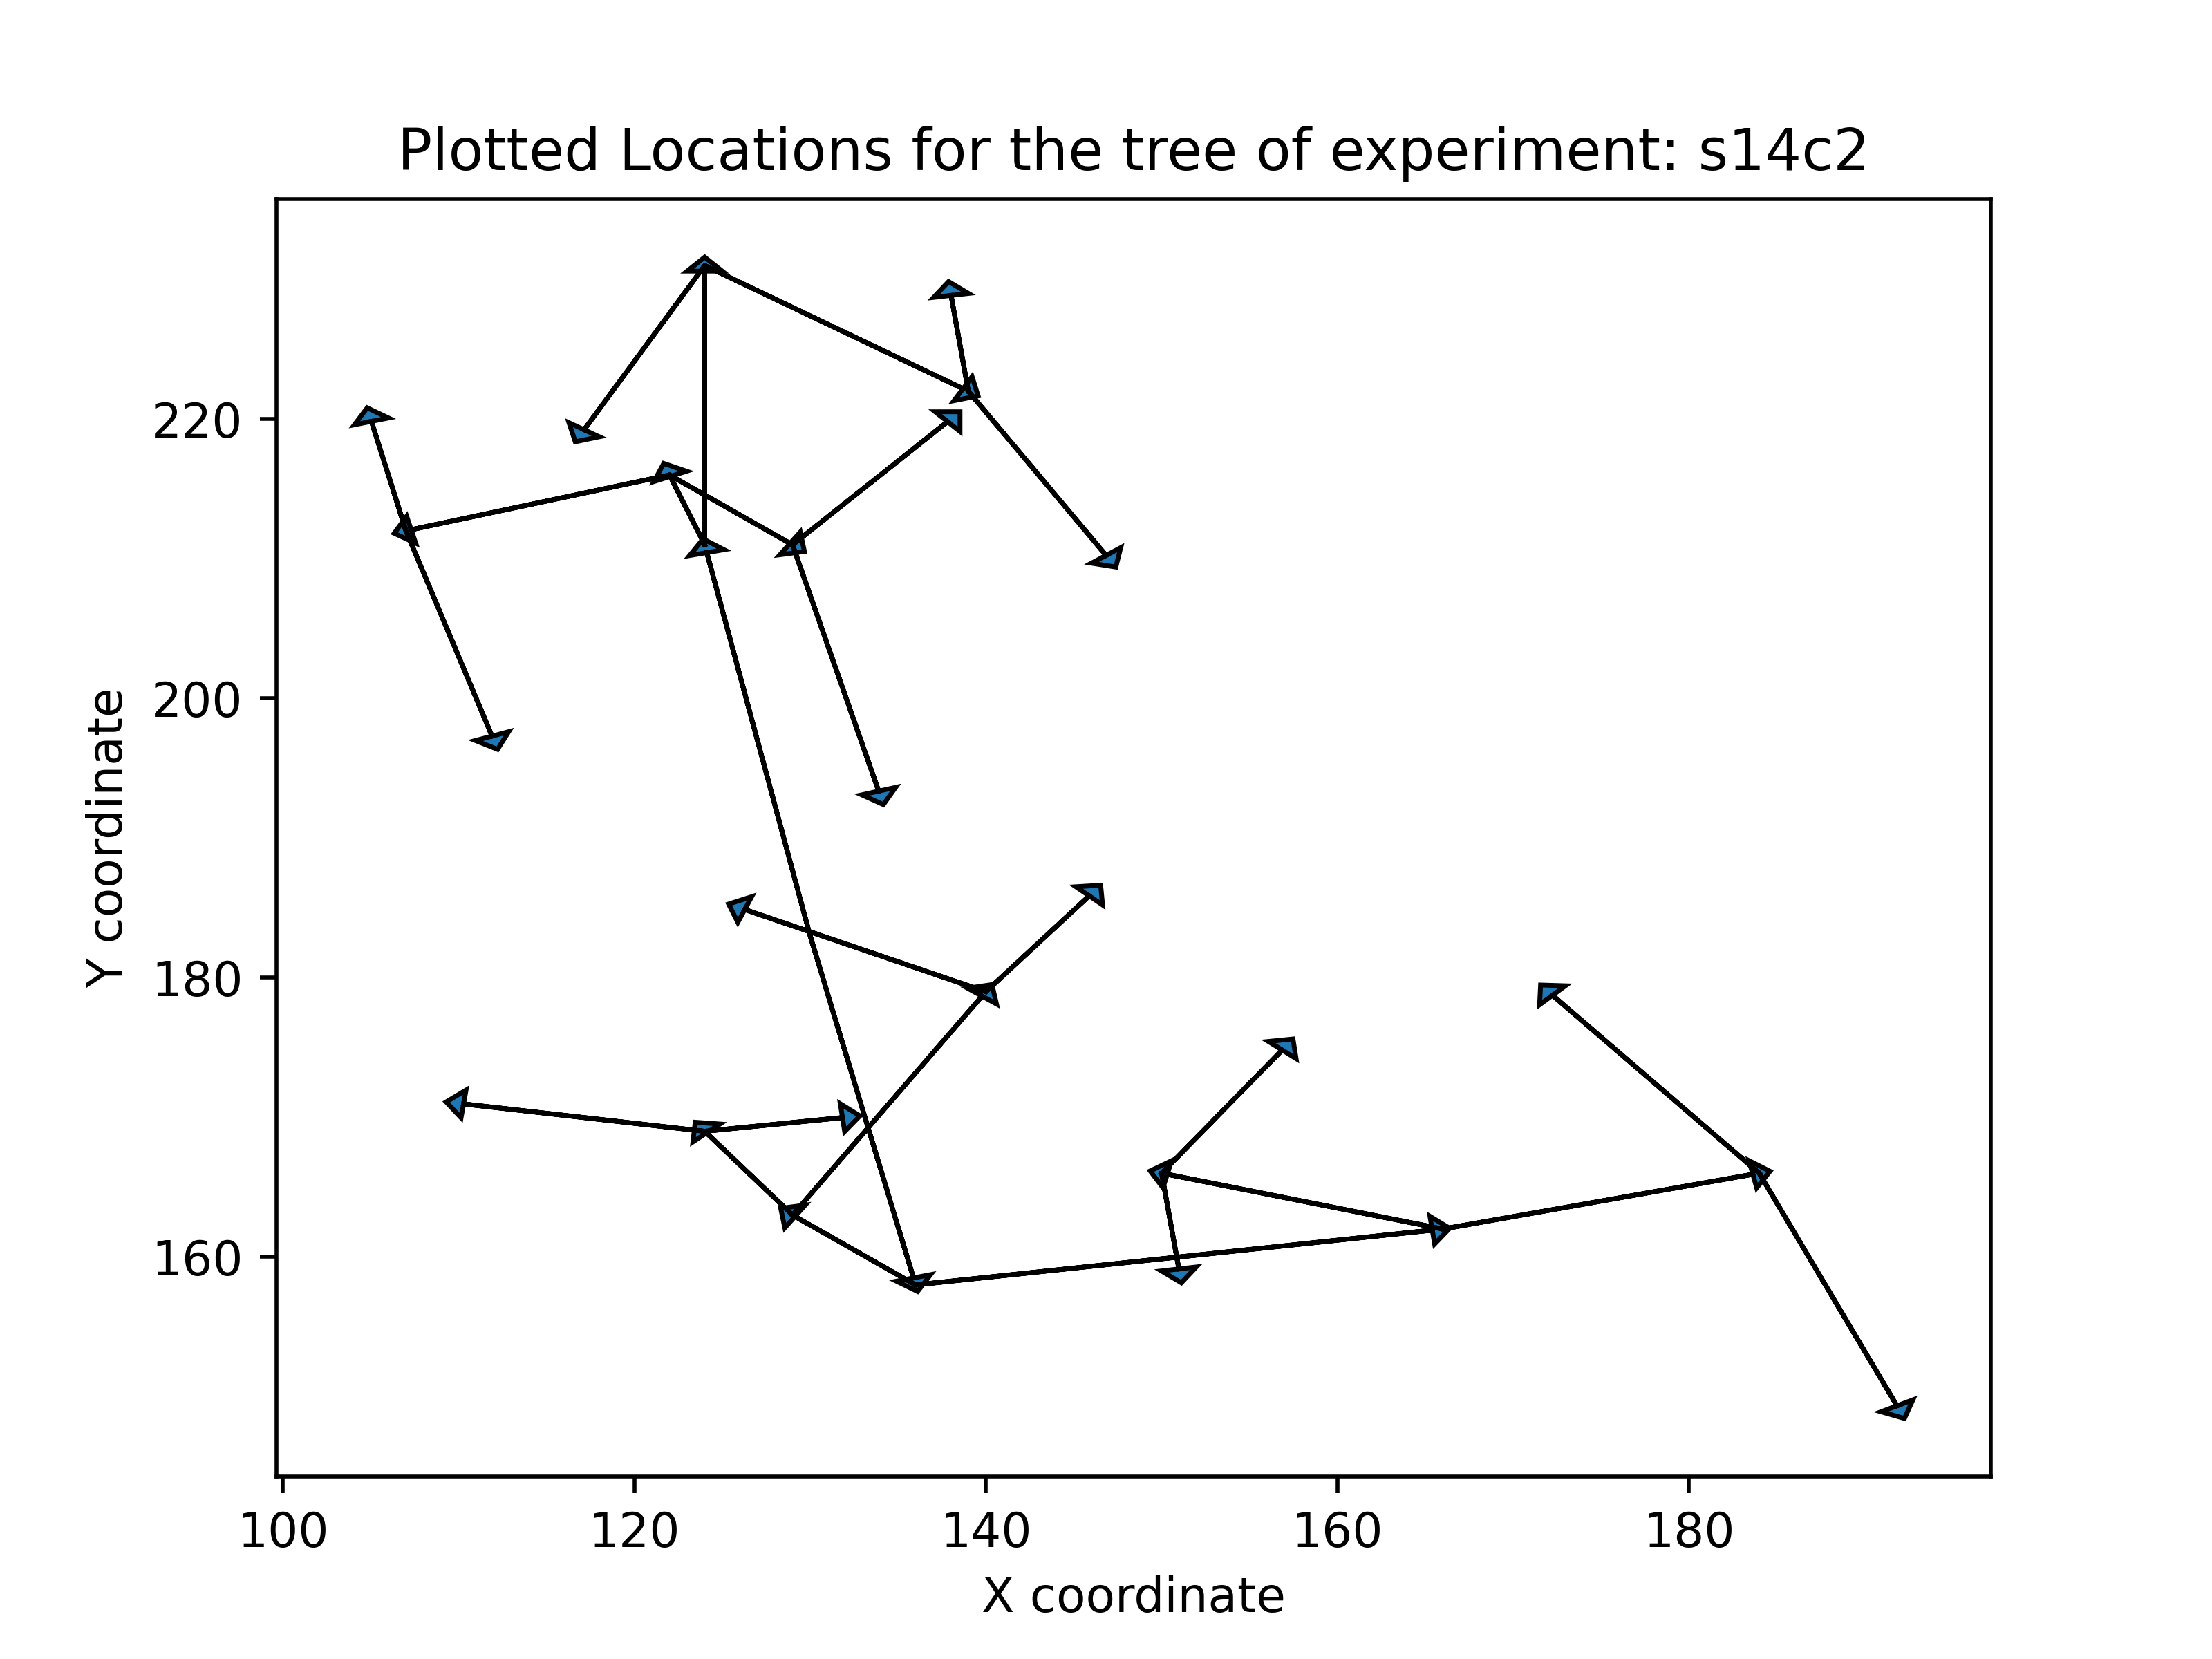 Plotted Locations for the tree of experiment: s14c2
220
200
180
160
Y coordinate
100 120 140 160 180
X coordinate